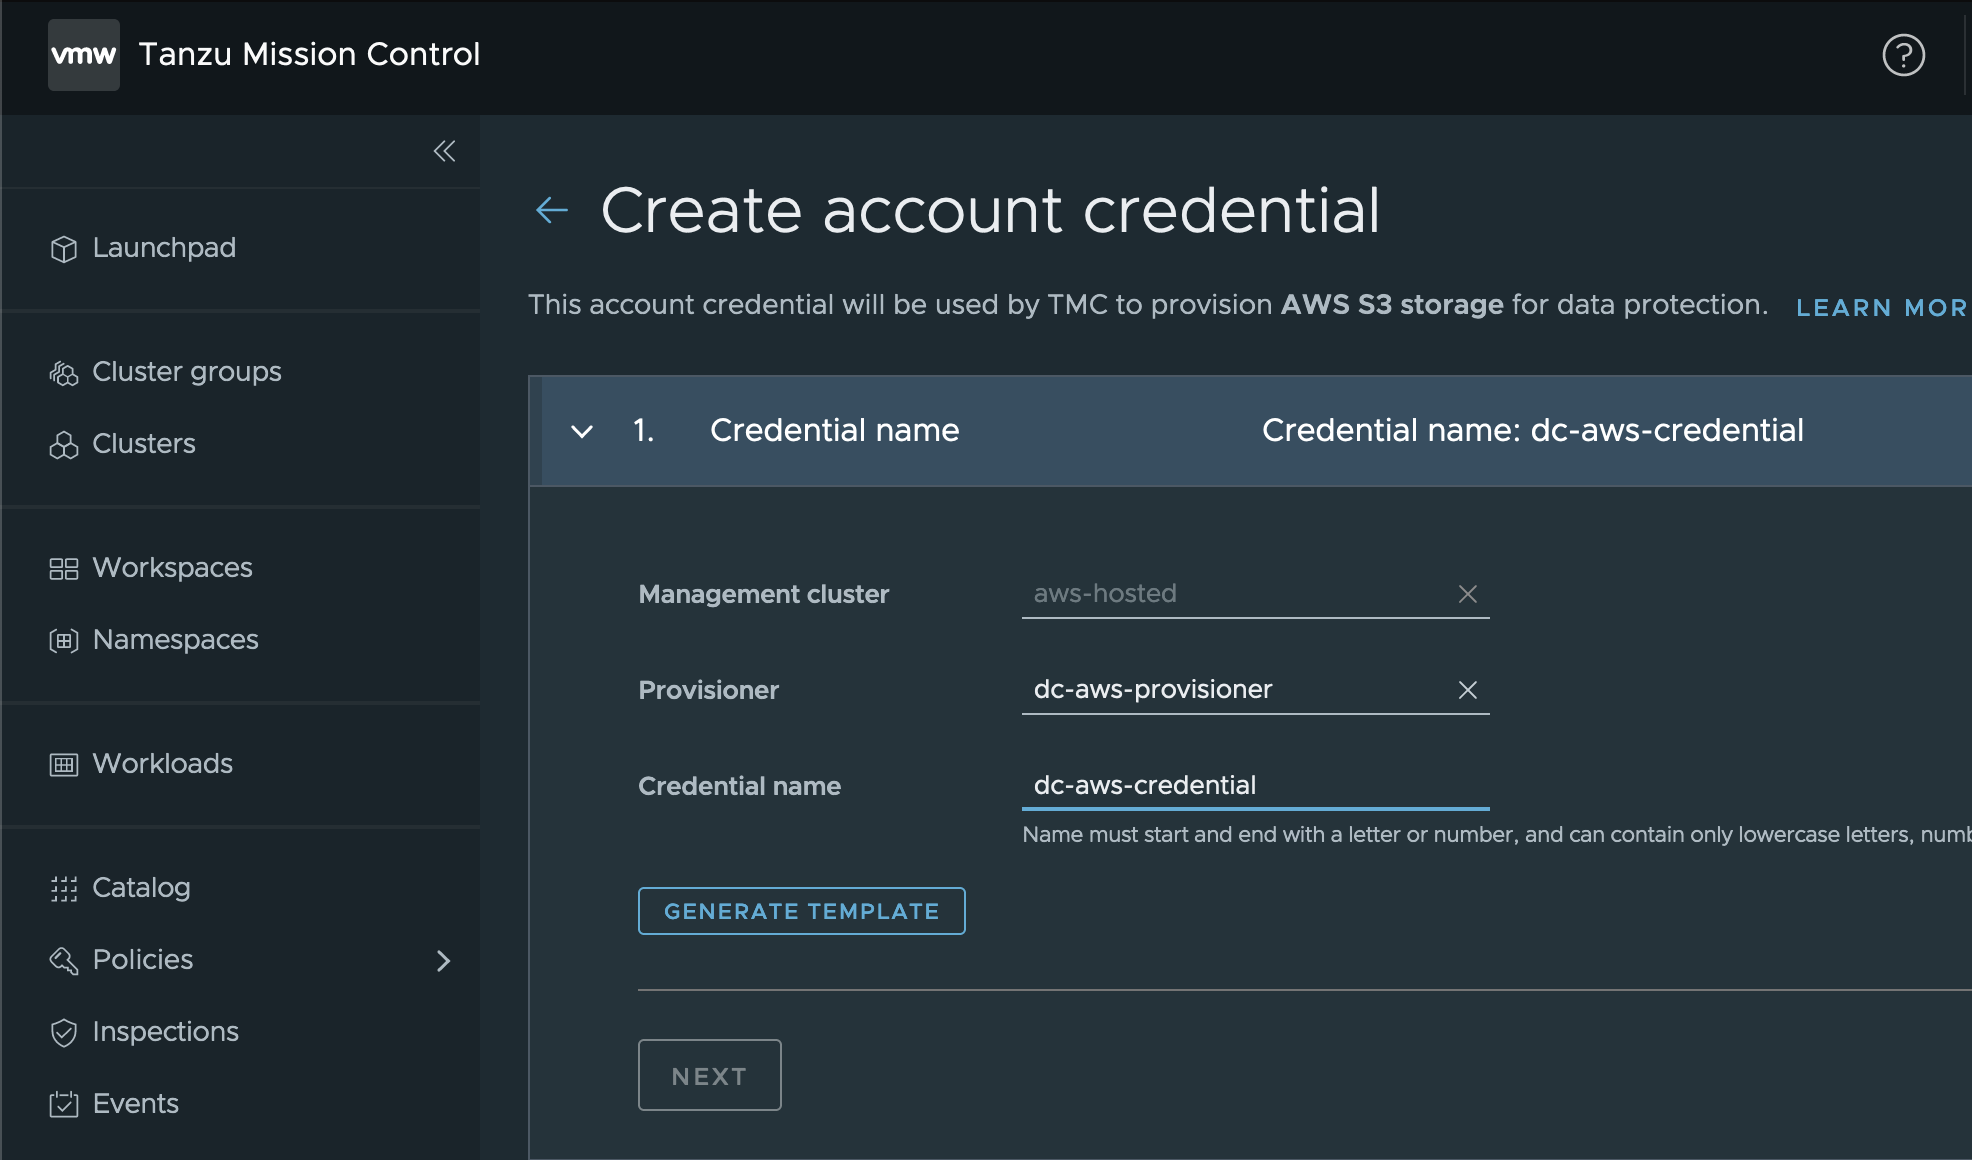 vmw Tanzu Mission Control
Launchpad
Cluster groups
Clusters
Workspaces
Namespaces
Workloads
Catalog
Policies
Inspections
Events
Create account credential
This account credential will be used by TMC to provision AWS S3 storage for data protection. LEARN MOR
1. Credential name Credential name: dc-aws-credential
Management cluster aws-hosted
Provisioner dc-aws-provisioner
Credential name dc-aws-credential
Name must start and end with a letter or number, and can contain only lowercase letters, numb
GENERATE TEMPLATE
NEXT